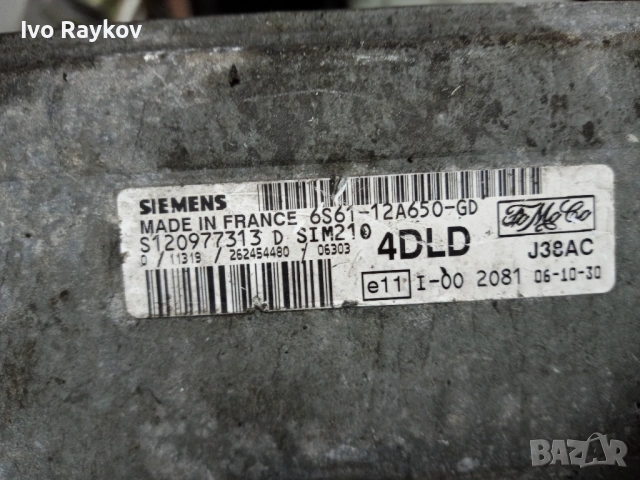 Ivo Raykov
SIEMENS
MADE IN FRANCE 6S61-12A650-GD
S120977313 D SIM210
D / 11319 / 262454480 / 06303
4DLD
FoMoCo
J38AC
e11 I-00 2081 06-10-30
BAZAR